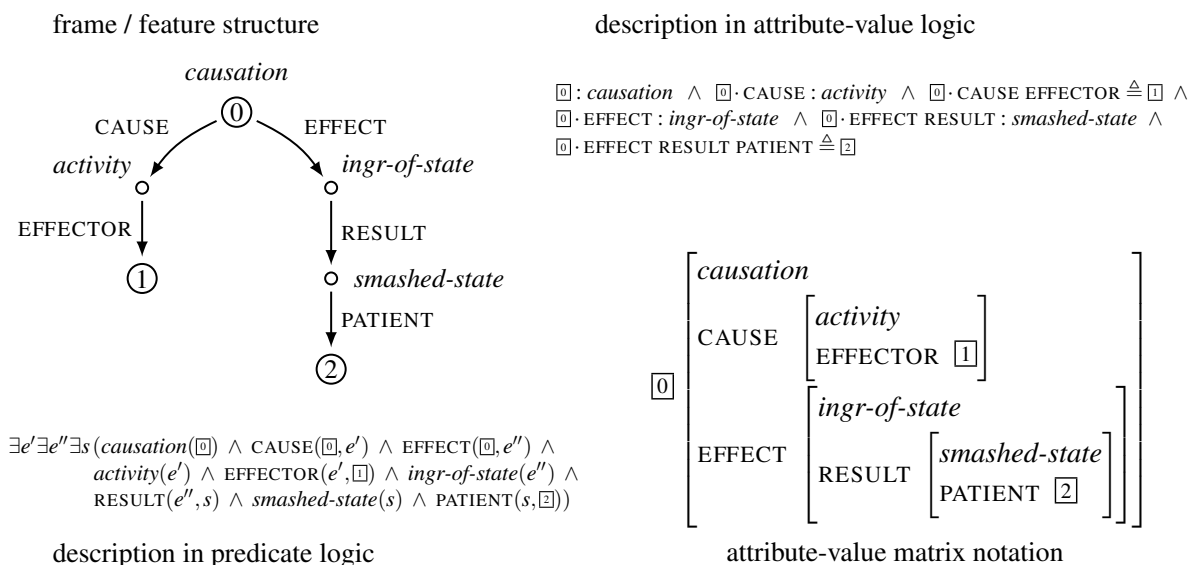 frame / feature structure
causation
0
CAUSE
EFFECT
activity
ingr-of-state
EFFECTOR
RESULT
1
smashed-state
PATIENT
2
∃e′∃e″∃s(causation(0) ∧ CAUSE(0, e′) ∧ EFFECT(0, e″) ∧
activity(e′) ∧ EFFECTOR(e′, 1) ∧ ingr-of-state(e″) ∧
RESULT(e″, s) ∧ smashed-state(s) ∧ PATIENT(s, 2))
description in predicate logic
description in attribute-value logic
0 : causation ∧ 0 · CAUSE : activity ∧ 0 · CAUSE EFFECTOR ≜ 1 ∧
0 · EFFECT : ingr-of-state ∧ 0 · EFFECT RESULT : smashed-state ∧
0 · EFFECT RESULT PATIENT ≜ 2
causation
activity
CAUSE
EFFECTOR 1
0
ingr-of-state
EFFECT
smashed-state
RESULT
PATIENT 2
attribute-value matrix notation